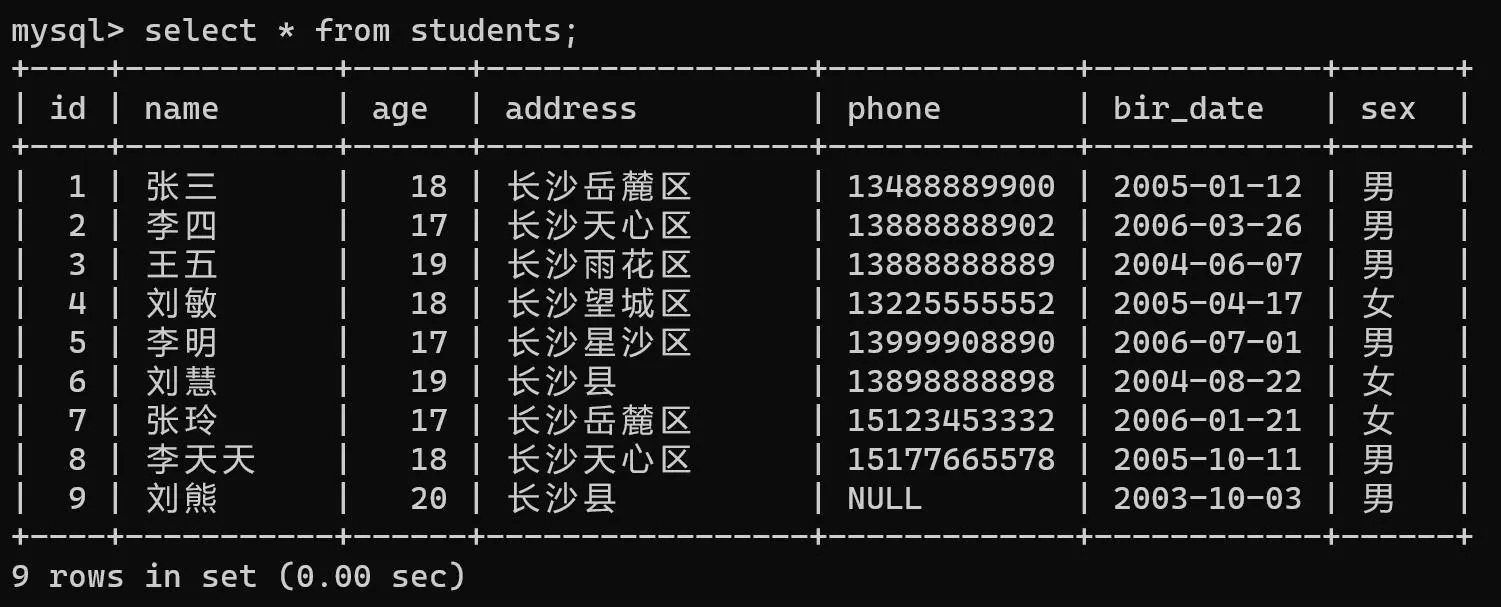 mysql> select * from students;
+----+-----------+------+----------------+-------------+------------+------+
| id | name | age | address | phone | bir_date | sex |
+----+-----------+------+----------------+-------------+------------+------+
| 1 | 张三 | 18 | 长沙岳麓区 | 13488889900 | 2005-01-12 | 男 |
| 2 | 李四 | 17 | 长沙天心区 | 13888888902 | 2006-03-26 | 男 |
| 3 | 王五 | 19 | 长沙雨花区 | 13888888889 | 2004-06-07 | 男 |
| 4 | 刘敏 | 18 | 长沙望城区 | 13225555552 | 2005-04-17 | 女 |
| 5 | 李明 | 17 | 长沙星沙区 | 13999908890 | 2006-07-01 | 男 |
| 6 | 刘慧 | 19 | 长沙县 | 13898888898 | 2004-08-22 | 女 |
| 7 | 张玲 | 17 | 长沙岳麓区 | 15123453332 | 2006-01-21 | 女 |
| 8 | 李天天 | 18 | 长沙天心区 | 15177665578 | 2005-10-11 | 男 |
| 9 | 刘熊 | 20 | 长沙县 | NULL | 2003-10-03 | 男 |
+----+-----------+------+----------------+-------------+------------+------+
9 rows in set (0.00 sec)